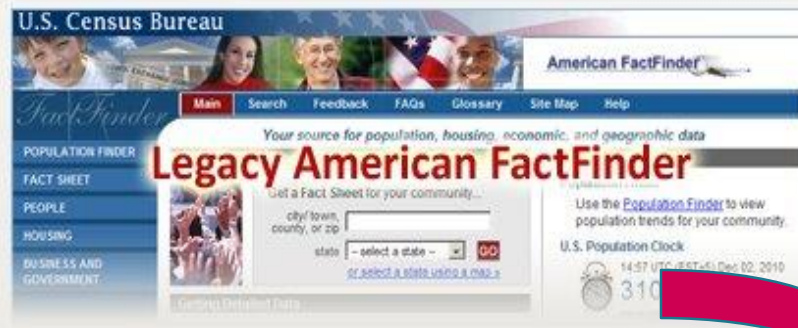 U.S. Census Bureau
American FactFinder
FactFinder
Main Search Feedback FAQs Glossary Site Map Help
Your source for population, housing, economic, and geographic data
Legacy American FactFinder
POPULATION FINDER
FACT SHEET
PEOPLE
HOUSING
BUSINESS AND
GOVERNMENT
Get a Fact Sheet for your community...
city/ town,
county, or zip
state -- select a state -- GO
or select a state using a map »
Getting Detailed Data
Use the Population Finder to view
population trends for your community.
U.S. Population Clock
14:57 UTC (EST+5) Dec 02, 2010
310